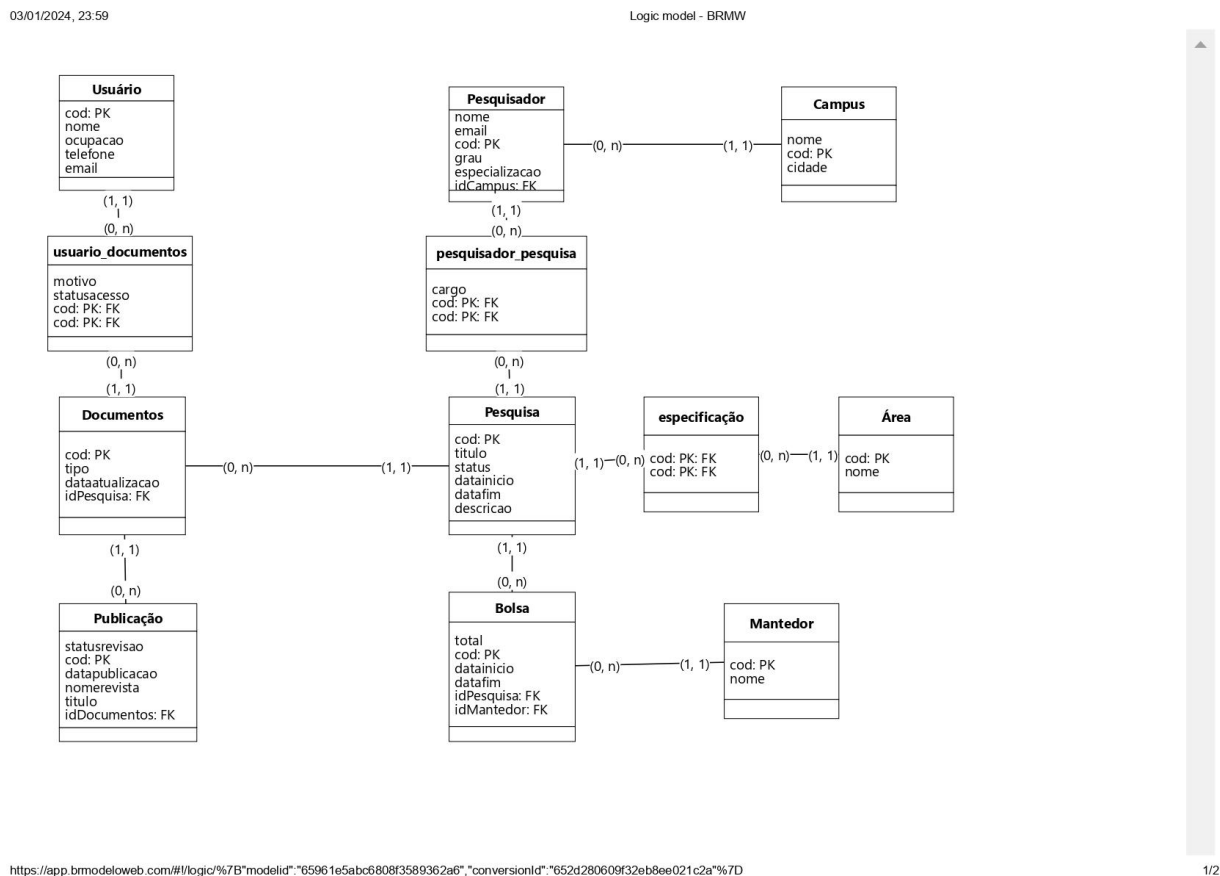 03/01/2024, 23:59
Logic model - BRMW
Usuário
cod: PK
nome
ocupacao
telefone
email
(1, 1)
(0, n)
usuario_documentos
motivo
statusacesso
cod: PK: FK
cod: PK: FK
(0, n)
(1, 1)
Documentos
cod: PK
tipo
dataatualizacao
idPesquisa: FK
(0, n)
(1, 1)
(1, 1)
(0, n)
Publicação
statusrevisao
cod: PK
datapublicacao
nomerevista
titulo
idDocumentos: FK
Pesquisador
nome
email
cod: PK
grau
especializacao
idCampus: FK
(0, n)
(1, 1)
Campus
nome
cod: PK
cidade
(1, 1)
(0, n)
pesquisador_pesquisa
cargo
cod: PK: FK
cod: PK: FK
(0, n)
(1, 1)
Pesquisa
cod: PK
titulo
status
datainicio
datafim
descricao
(1, 1)
(0, n)
especificação
cod: PK: FK
cod: PK: FK
(0, n)
(1, 1)
Área
cod: PK
nome
(1, 1)
(0, n)
Bolsa
total
cod: PK
datainicio
datafim
idPesquisa: FK
idMantedor: FK
(0, n)
(1, 1)
Mantedor
cod: PK
nome
https://app.brmodeloweb.com/#!/logic/%7B"modelid":"65961e5abc6808f3589362a6","conversionId":"652d280609f32eb8ee021c2a"%7D
1/2